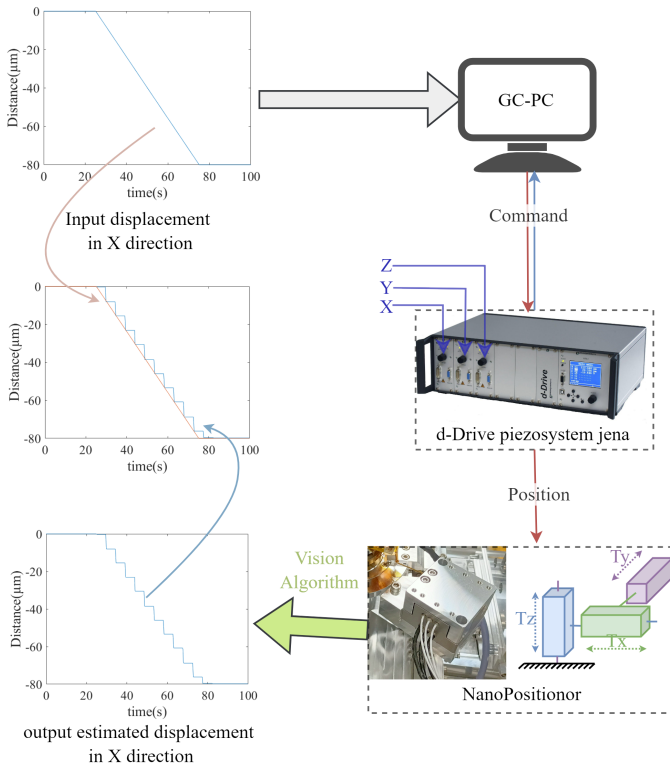 0
-20
-40
-60
-80
Distance(μm)
0 20 40 60 80 100
time(s)
Input displacement
in X direction
GC-PC
Command
Z
Y
X
d-Drive
d-Drive piezosystem jena
0
-20
-40
-60
-80
Distance(μm)
0 20 40 60 80 100
time(s)
Position
0
-20
-40
-60
-80
Distance(μm)
0 20 40 60 80 100
time(s)
output estimated displacement
in X direction
Vision
Algorithm
Ty
Tz
Tx
NanoPositionor